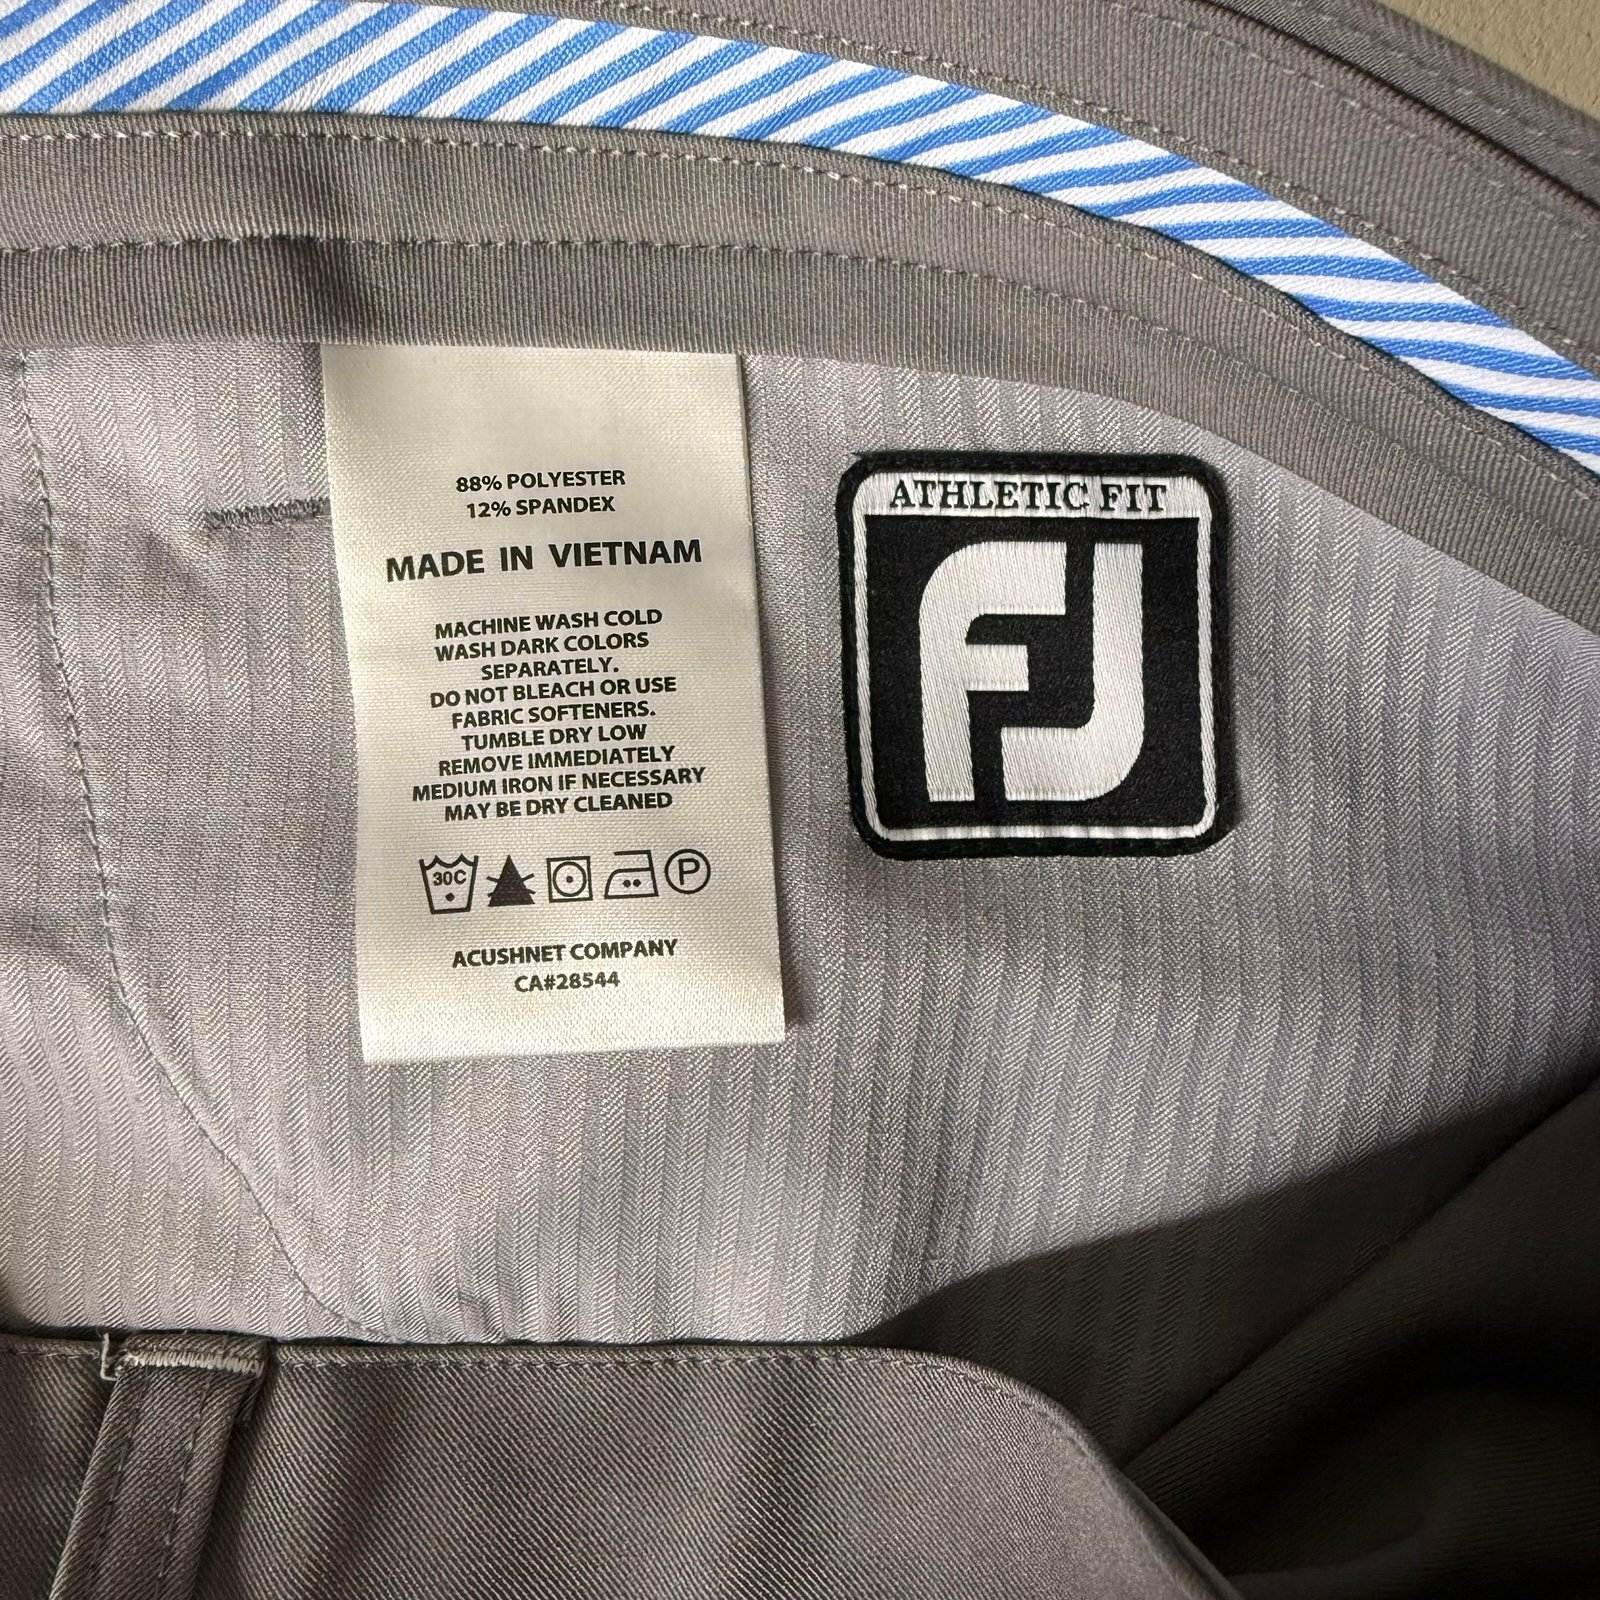 88% POLYESTER
12% SPANDEX
MADE IN VIETNAM
MACHINE WASH COLD
WASH DARK COLORS
SEPARATELY.
DO NOT BLEACH OR USE
FABRIC SOFTENERS.
TUMBLE DRY LOW
REMOVE IMMEDIATELY
MEDIUM IRON IF NECESSARY
MAY BE DRY CLEANED
30C
P
ACUSHNET COMPANY
CA#28544
ATHLETIC FIT
FJ